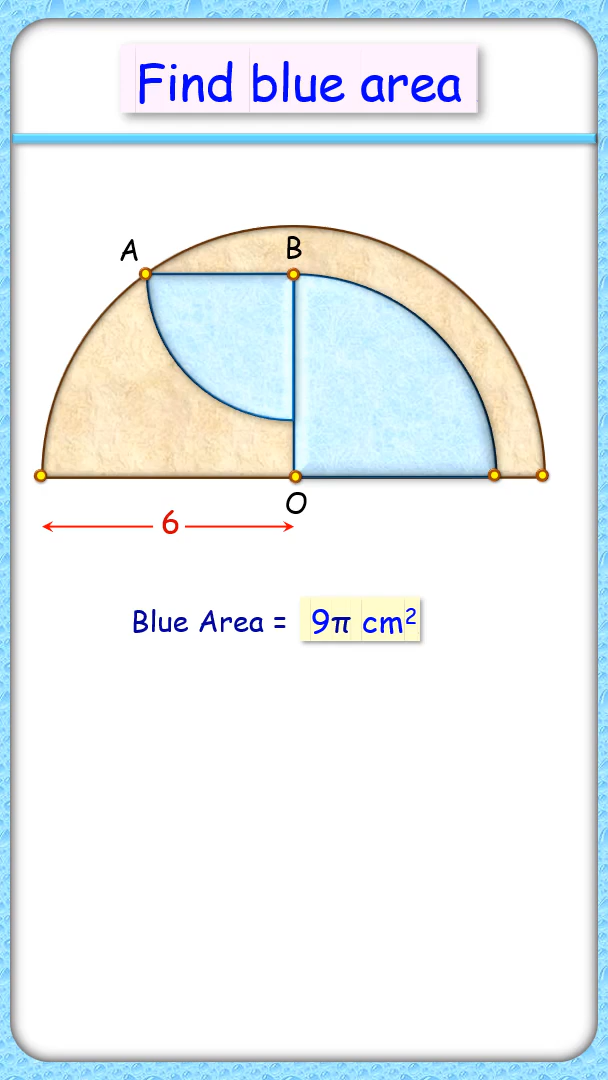 Find blue area
A
B
O
6
Blue Area = 9π cm²